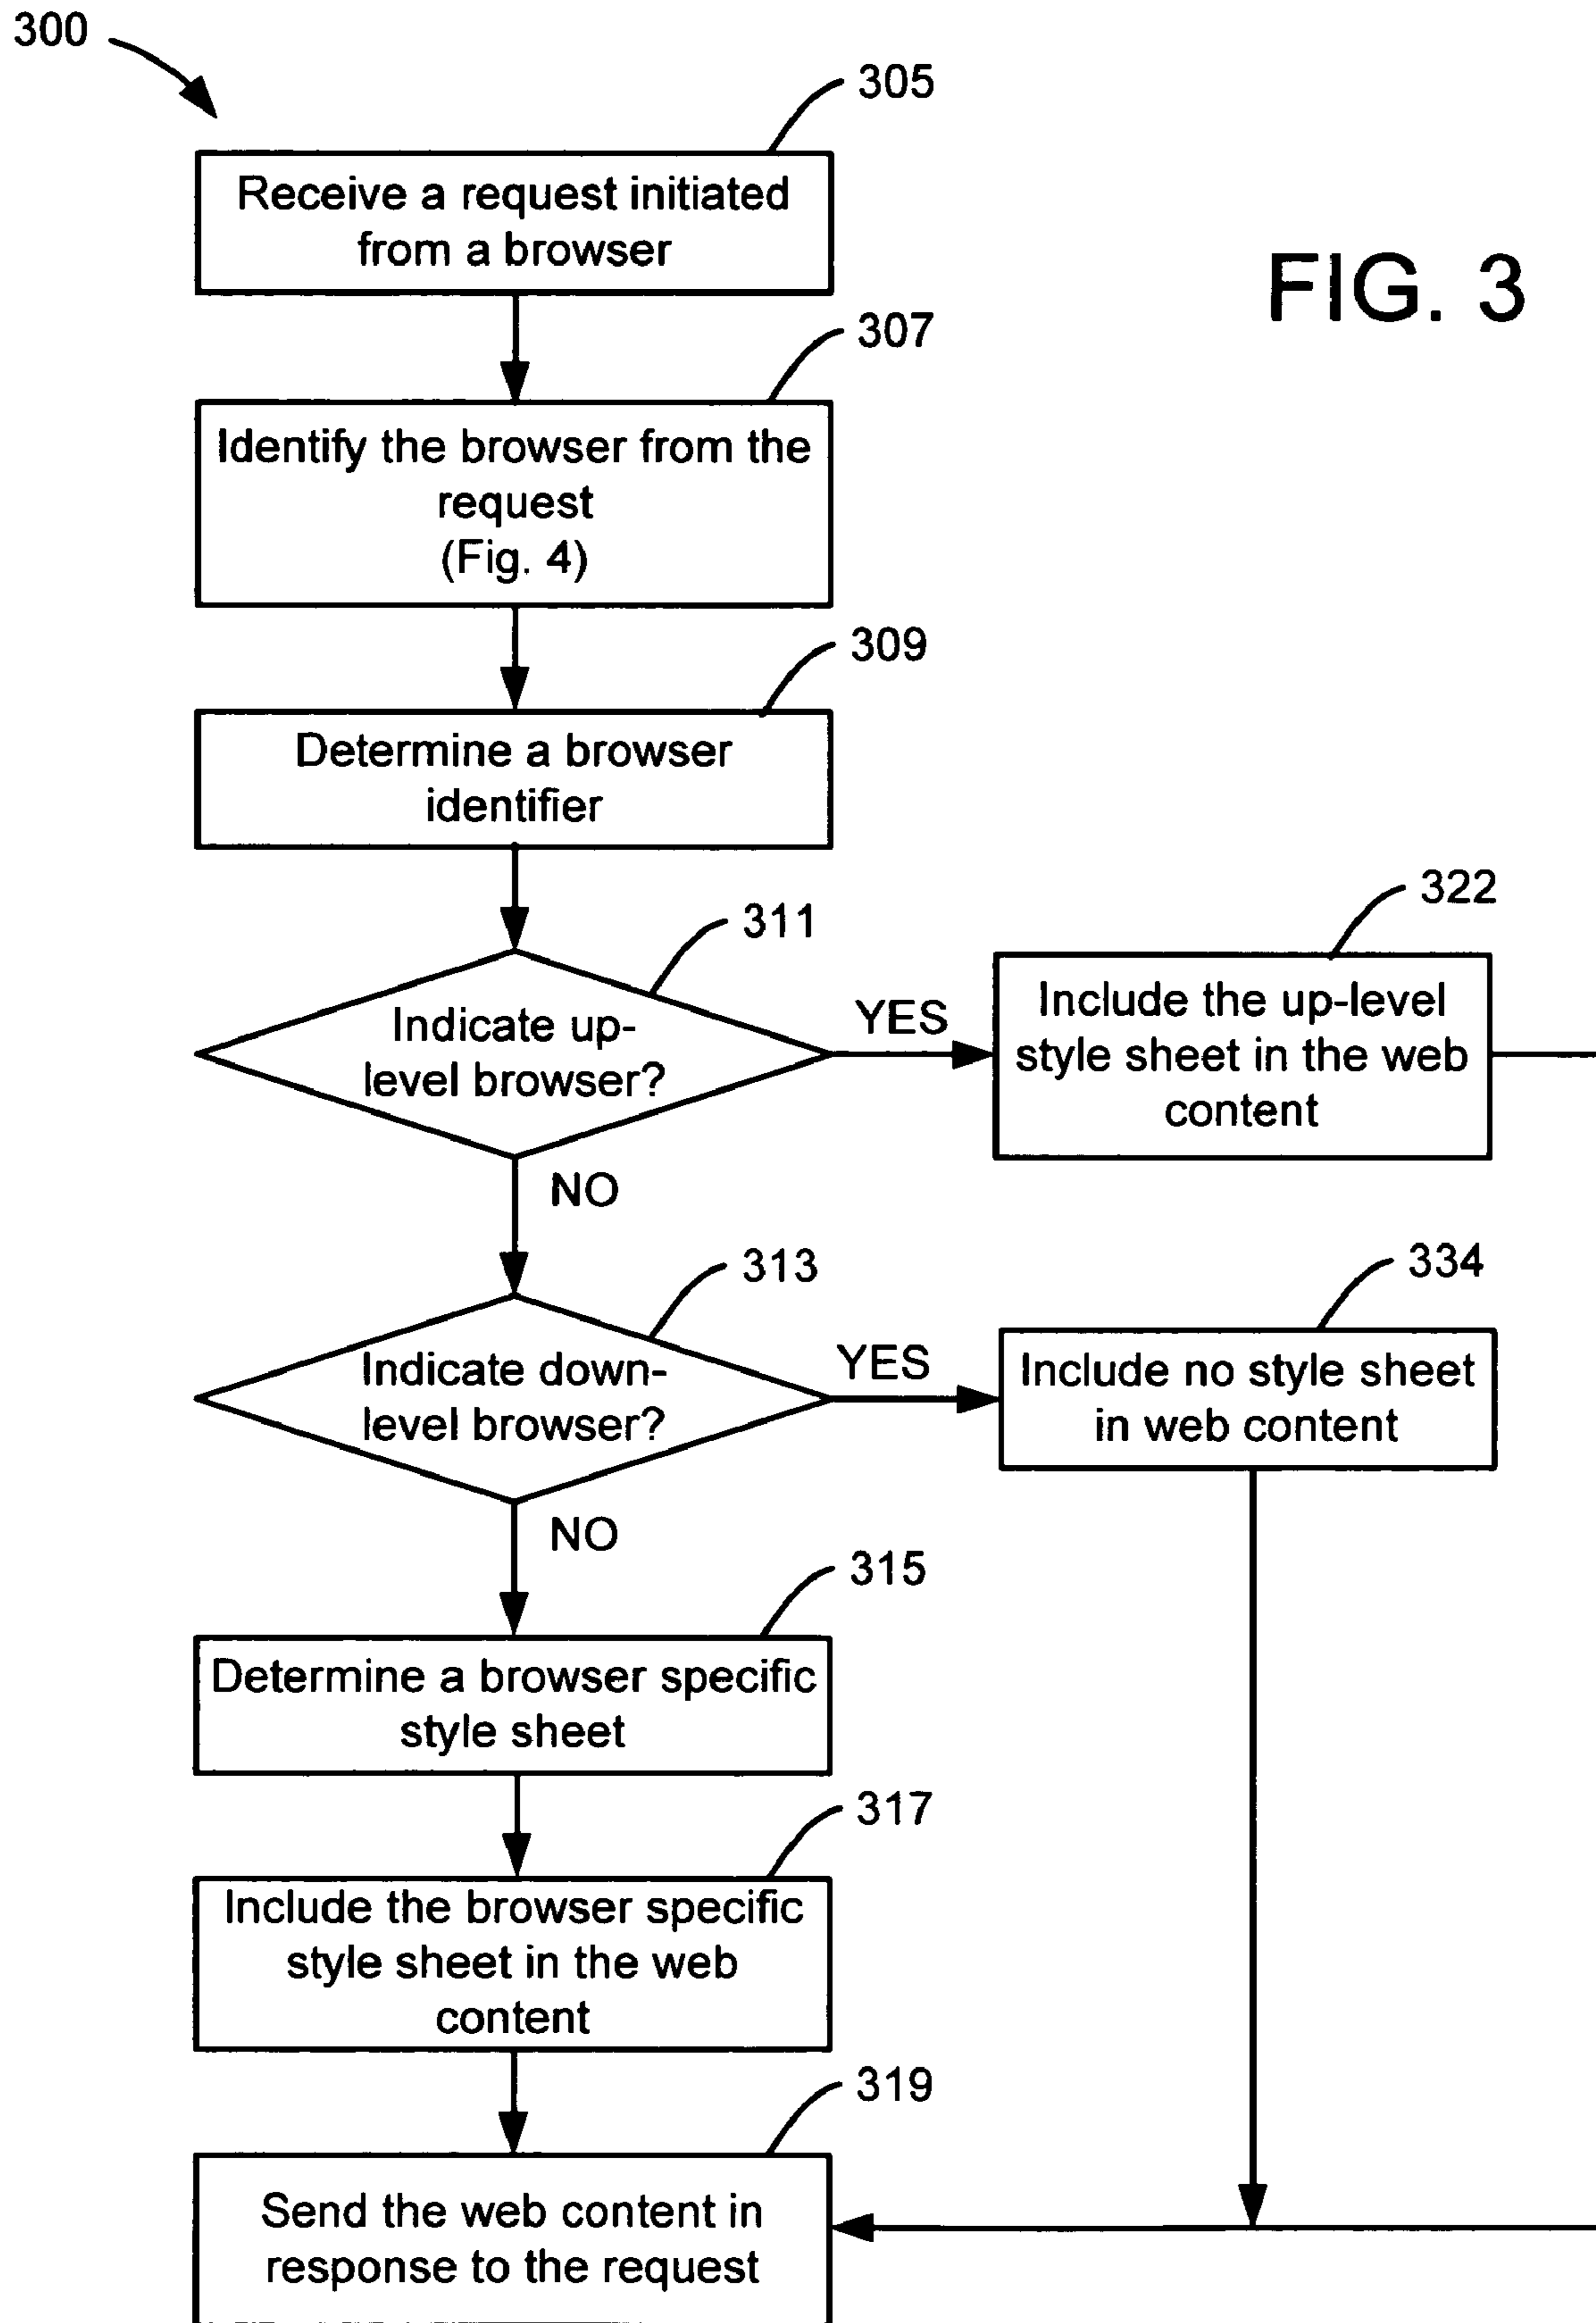 300
305
Receive a request initiated
from a browser
FIG. 3
307
Identify the browser from the
request
(Fig. 4)
309
Determine a browser
identifier
311
Indicate up-
level browser?
YES
322
Include the up-level
style sheet in the web
content
NO
313
Indicate down-
level browser?
YES
334
Include no style sheet
in web content
NO
315
Determine a browser specific
style sheet
317
Include the browser specific
style sheet in the web
content
319
Send the web content in
response to the request